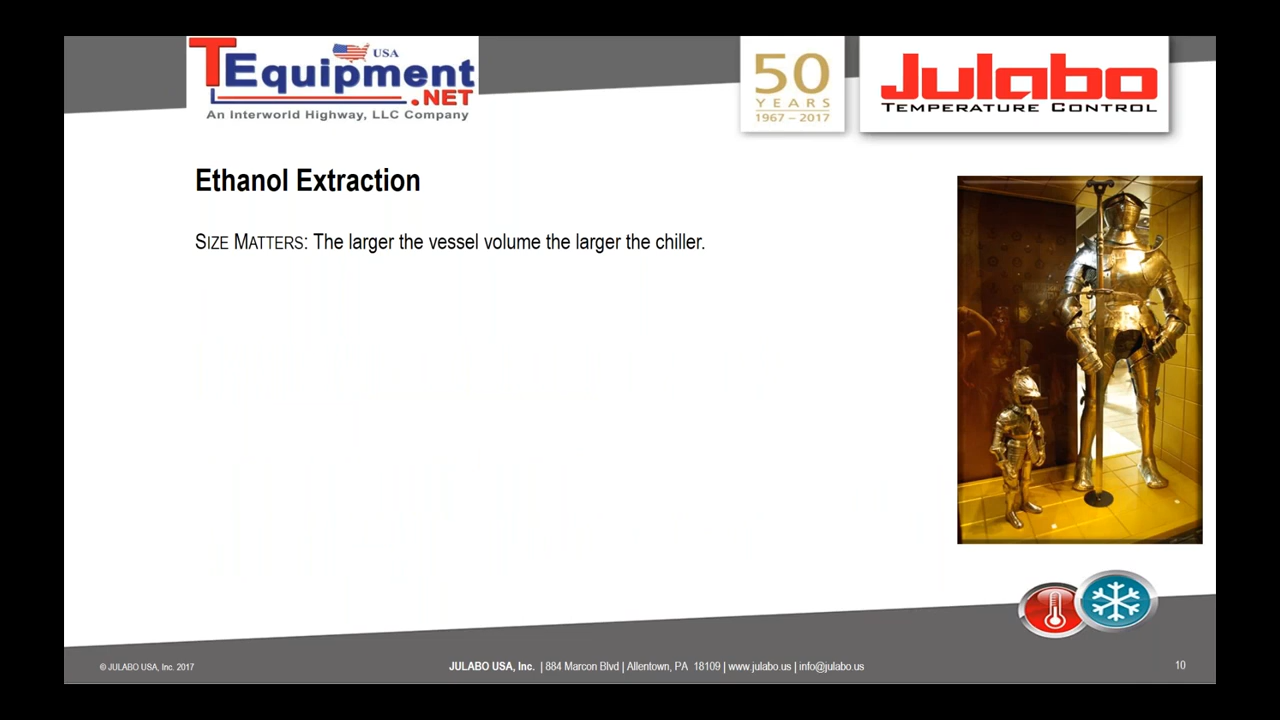 TEquipment
USA
.NET
An Interworld Highway, LLC Company
50
YEARS
1967 – 2017
Julabo
TEMPERATURE CONTROL
Ethanol Extraction
SIZE MATTERS: The larger the vessel volume the larger the chiller.
© JULABO USA, Inc. 2017
JULABO USA, Inc. | 884 Marcon Blvd | Allentown, PA 18109 | www.julabo.us | info@julabo.us
10